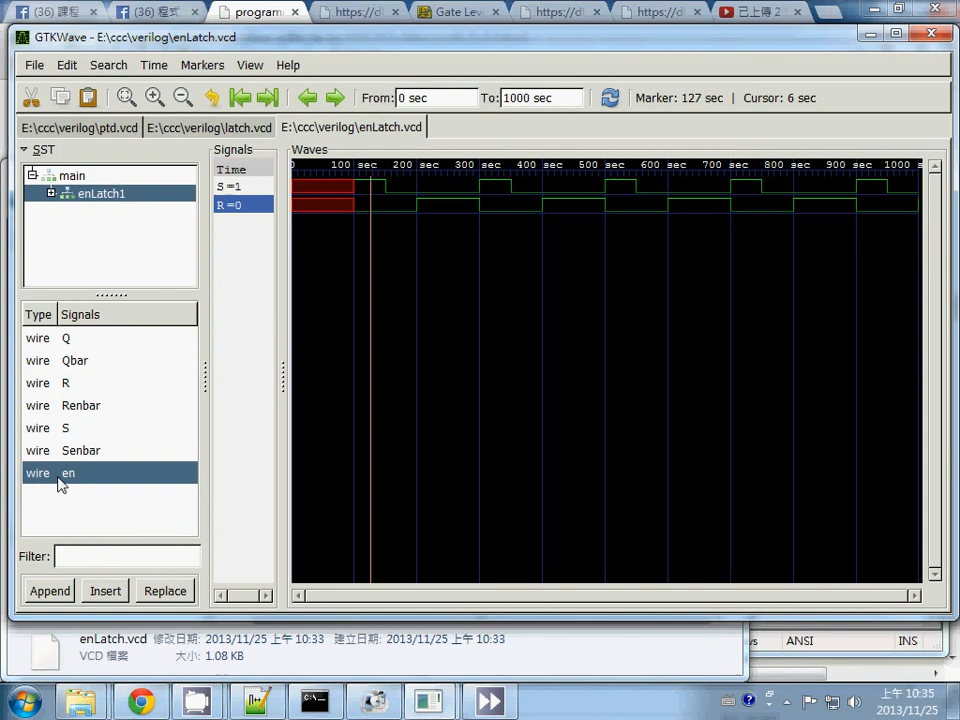 (36) 課程
(36) 程式
program
https://dl
Gate Lev
https://dl
https://dl
已上傳 2
GTKWave - E:\ccc\verilog\enLatch.vcd
File Edit Search Time Markers View Help
From: 0 sec To: 1000 sec Marker: 127 sec | Cursor: 6 sec
E:\ccc\verilog\ptd.vcd E:\ccc\verilog\latch.vcd E:\ccc\verilog\enLatch.vcd
SST
main
enLatch1
Type Signals
wire Q
wire Qbar
wire R
wire Renbar
wire S
wire Senbar
wire en
Filter:
Append Insert Replace
Signals
Time
S =1
R =0
Waves
0 100 sec 200 sec 300 sec 400 sec 500 sec 600 sec 700 sec 800 sec 900 sec 1000 s
enLatch.vcd 修改日期: 2013/11/25 上午 10:33 建立日期: 2013/11/25 上午 10:33
VCD 檔案 大小: 1.08 KB
ANSI INS
上午 10:35
2013/11/25